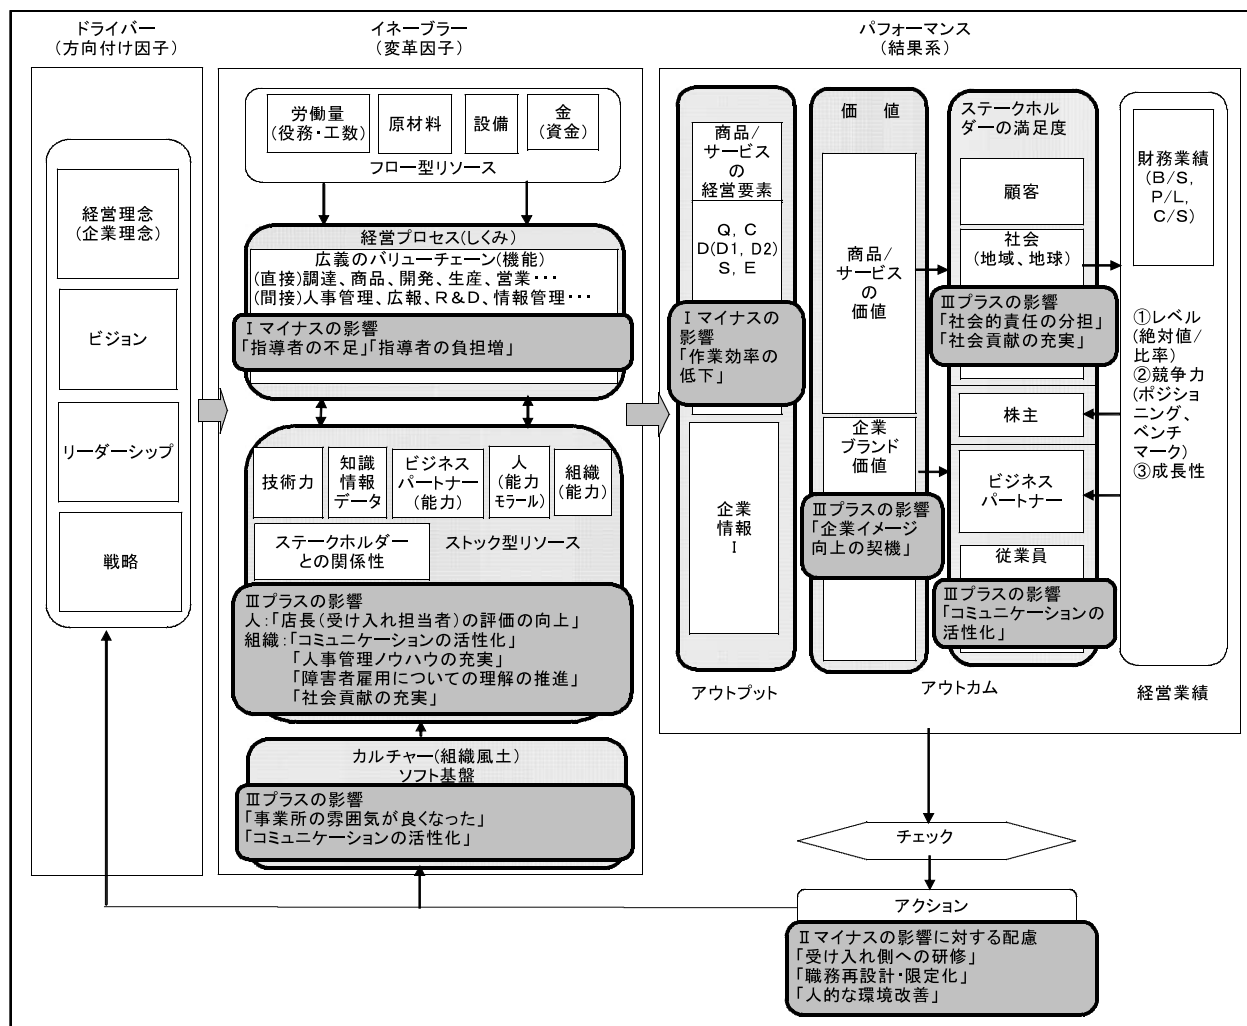 ドライバー
(方向付け因子)
イネーブラー
(変革因子)
パフォーマンス
(結果系)
経営理念
(企業理念)
ビジョン
リーダーシップ
戦略
労働量
(役務・工数)
原材料
設備
金
(資金)
フロー型リソース
経営プロセス(しくみ)
広義のバリューチェーン(機能)
(直接)調達、商品、開発、生産、営業・・・
(間接)人事管理、広報、R&D、情報管理・・・
Ⅰマイナスの影響
「指導者の不足」「指導者の負担増」
技術力
知識
情報
データ
ビジネス
パートナー
(能力)
人
(能力
モラール)
組織
(能力)
ステークホルダー
との関係性
ストック型リソース
Ⅲプラスの影響
人:「店長(受け入れ担当者)の評価の向上」
組織:「コミュニケーションの活性化」
「人事管理ノウハウの充実」
「障害者雇用についての理解の推進」
「社会貢献の充実」
カルチャー(組織風土)
ソフト基盤
Ⅲプラスの影響
「事業所の雰囲気が良くなった」
「コミュニケーションの活性化」
商品/
サービス
の
経営要素
Q, C
D(D1, D2)
S, E
Ⅰマイナスの
影響
「作業効率の
低下」
企業
情報
I
アウトプット
価 値
商品/
サービス
の
価値
企業
ブランド
価値
Ⅲプラスの影響
「企業イメージ
向上の契機」
ステークホル
ダーの満足度
顧客
社会
(地域、地球)
Ⅲプラスの影響
「社会的責任の分担」
「社会貢献の充実」
株主
ビジネス
パートナー
従業員
Ⅲプラスの影響
「コミュニケーションの
活性化」
アウトカム
財務業績
(B/S,
P/L,
C/S)
①レベル
(絶対値/
比率)
②競争力
(ポジショ
ニング、
ベンチ
マーク)
③成長性
経営業績
チェック
アクション
Ⅱマイナスの影響に対する配慮
「受け入れ側への研修」
「職務再設計・限定化」
「人的な環境改善」